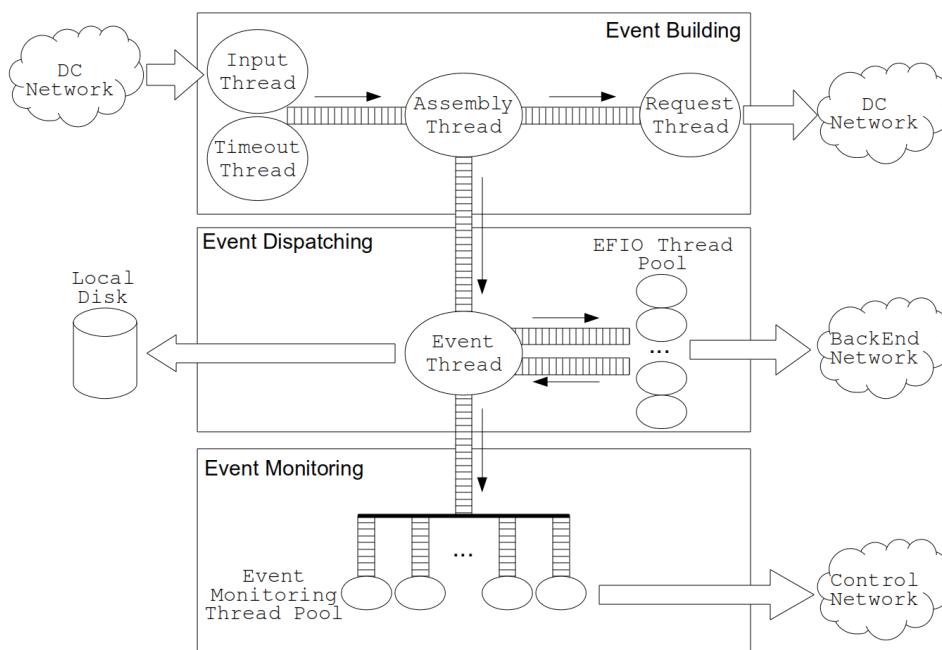 Event Building
DC
Network
Input
Thread
Timeout
Thread
Assembly
Thread
Request
Thread
DC
Network
Event Dispatching
EFIO Thread
Pool
Local
Disk
Event
Thread
...
BackEnd
Network
Event Monitoring
...
Event
Monitoring
Thread Pool
Control
Network